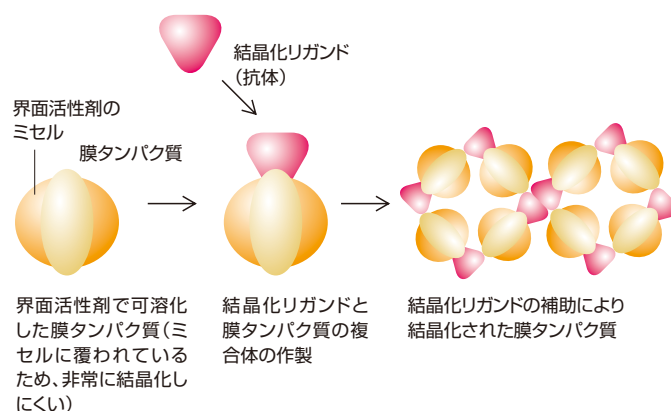 結晶化リガンド
(抗体)
界面活性剤の
ミセル
膜タンパク質
界面活性剤で可溶化
した膜タンパク質(ミ
セルに覆われている
ため、非常に結晶化し
にくい)
結晶化リガンドと
膜タンパク質の複
合体の作製
結晶化リガンドの補助により
結晶化された膜タンパク質